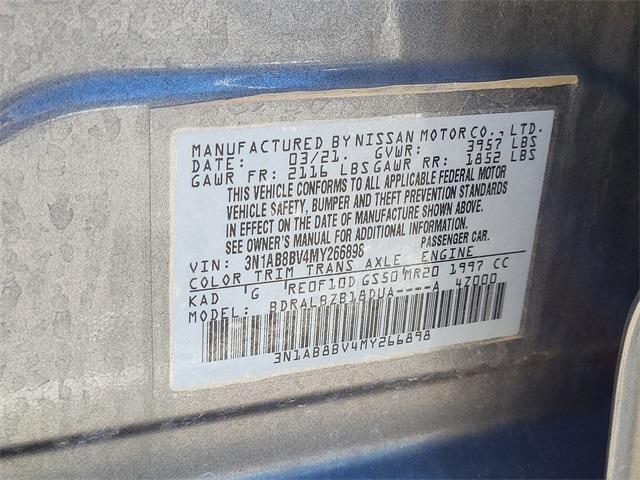 MANUFACTURED BY NISSAN MOTOR CO., LTD.
DATE: 03/21. GVWR: 3957 LBS
GAWR FR: 2116 LBS GAWR RR: 1852 LBS
THIS VEHICLE CONFORMS TO ALL APPLICABLE FEDERAL MOTOR
VEHICLE SAFETY, BUMPER AND THEFT PREVENTION STANDARDS
IN EFFECT ON THE DATE OF MANUFACTURE SHOWN ABOVE.
SEE OWNER'S MANUAL FOR ADDITIONAL INFORMATION.
VIN: 3N1AB8BV4MY266898 PASSENGER CAR.
COLOR TRIM TRANS AXLE ENGINE
KAD 'G RE0F10D GS50 MR20 1997 CC
MODEL: BDRALBZB18DUA----A 4Z000
3N1AB8BV4MY266898